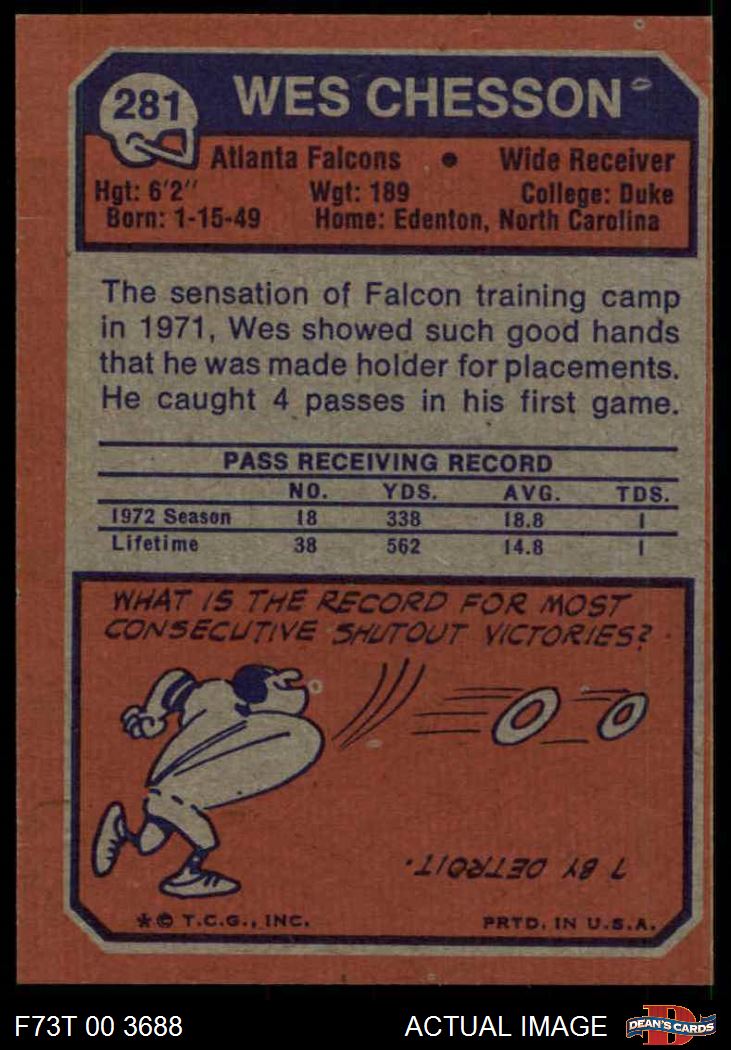 281 WES CHESSON
Atlanta Falcons • Wide Receiver
Hgt: 6'2" Wgt: 189 College: Duke
Born: 1-15-49 Home: Edenton, North Carolina
The sensation of Falcon training camp
in 1971, Wes showed such good hands
that he was made holder for placements.
He caught 4 passes in his first game.
PASS RECEIVING RECORD
NO. YDS. AVG. TDS.
1972 Season 18 338 18.8 1
Lifetime 38 562 14.8 1
WHAT IS THE RECORD FOR MOST
CONSECUTIVE SHUTOUT VICTORIES?
7 BY DETROIT.
* © T.C.G., INC. PRTD. IN U.S.A.
F73T 00 3688 ACTUAL IMAGE D DEAN'S CARDS